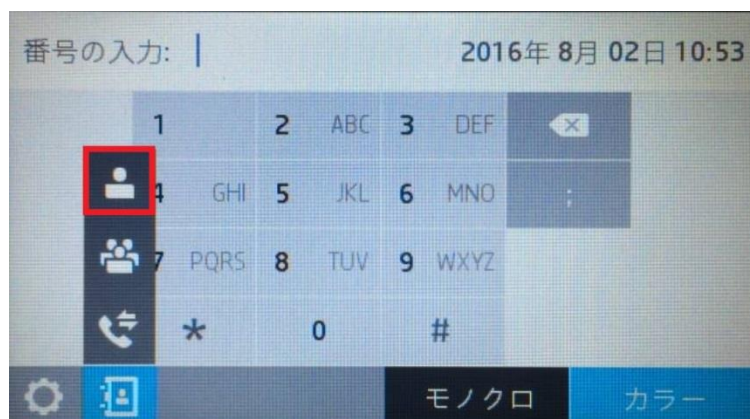 番号の入力: 2016年 8月 02日 10:53
1 2 ABC 3 DEF
4 GHI 5 JKL 6 MNO ;
7 PQRS 8 TUV 9 WXYZ
* 0 #
モノクロ カラー